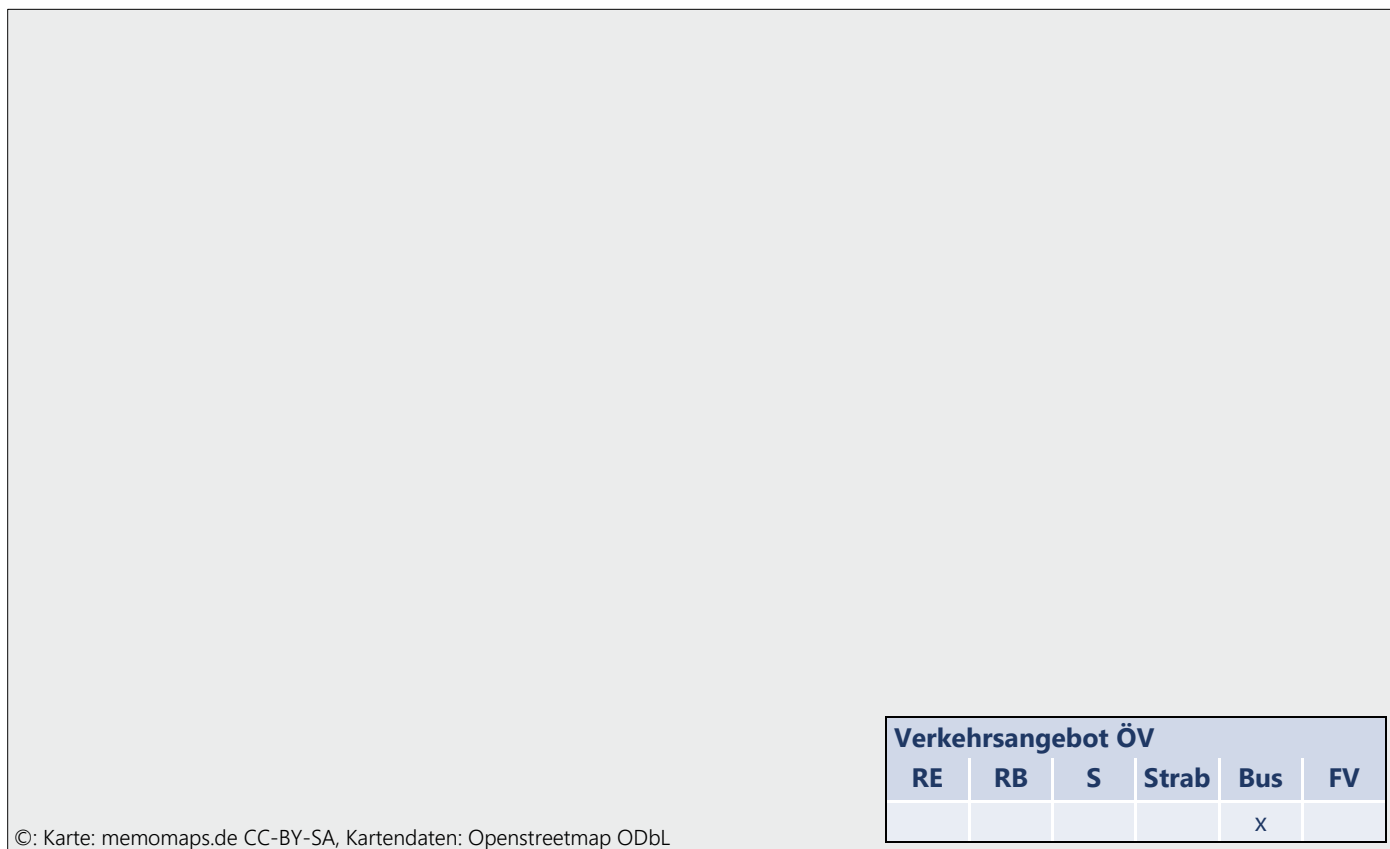 Verkehrsangebot ÖV
RE RB S Strab Bus FV
x
©: Karte: memomaps.de CC-BY-SA, Kartendaten: Openstreetmap ODbL